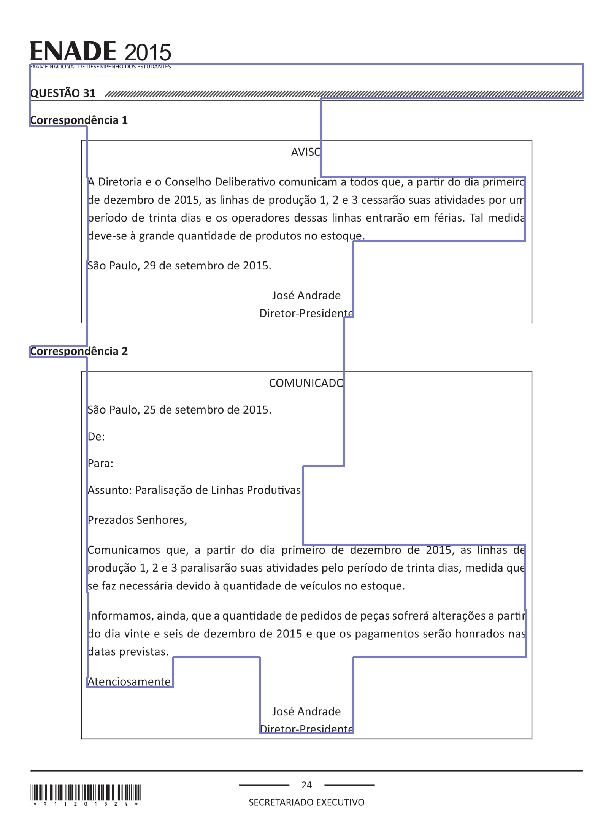 ENADE 2015
EXAME NACIONAL DE DESEMPENHO DOS ESTUDANTES
QUESTÃO 31
Correspondência 1
AVISO
A Diretoria e o Conselho Deliberativo comunicam a todos que, a partir do dia primeiro
de dezembro de 2015, as linhas de produção 1, 2 e 3 cessarão suas atividades por um
período de trinta dias e os operadores dessas linhas entrarão em férias. Tal medida
deve-se à grande quantidade de produtos no estoque.
São Paulo, 29 de setembro de 2015.
José Andrade
Diretor-Presidente
Correspondência 2
COMUNICADO
São Paulo, 25 de setembro de 2015.
De:
Para:
Assunto: Paralisação de Linhas Produtivas
Prezados Senhores,
Comunicamos que, a partir do dia primeiro de dezembro de 2015, as linhas de
produção 1, 2 e 3 paralisarão suas atividades pelo período de trinta dias, medida que
se faz necessária devido à quantidade de veículos no estoque.
Informamos, ainda, que a quantidade de pedidos de peças sofrerá alterações a partir
do dia vinte e seis de dezembro de 2015 e que os pagamentos serão honrados nas
datas previstas.
Atenciosamente
José Andrade
Diretor-Presidente
24
SECRETARIADO EXECUTIVO